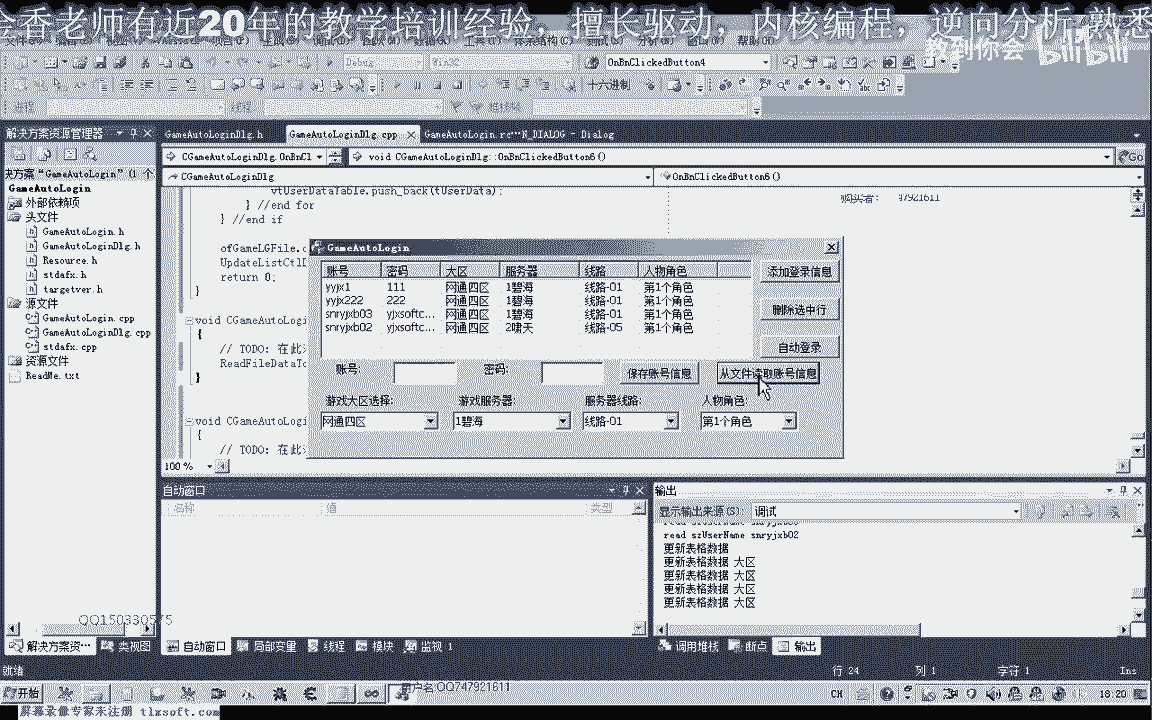 金香老师有近20年的教学培训经验，擅长驱动，内核编程，逆向分析 熟悉
教到你会 bilibili
Debug Win32 OnBnClickedButton4
十六进制
进程: 线程: 堆栈帧:
解决方案资源管理器
GameAutoLoginDlg.h GameAutoLoginDlg.cpp GameAutoLogin.rc…N_DIALOG - Dialog
CGameAutoLoginDlg.OnBnCl void CGameAutoLoginDlg::OnBnClickedButton6() Go
CGameAutoLoginDlg OnBnClickedButton6()
决方案"GameAutoLogin"(1 个
GameAutoLogin
外部依赖项
头文件
GameAutoLogin.h
GameAutoLoginDlg.h
Resource.h
stdafx.h
targetver.h
源文件
GameAutoLogin.cpp
GameAutoLoginDlg.cpp
stdafx.cpp
资源文件
ReadMe.txt
vtUserDataTable.push_back(tUserData);
} //end for
} //end if
ofGameLGFile.c
UpdateListCtlD
return 0;
}
void CGameAutoLogi
{
// TODO: 在此
ReadFileDataTo
}
void CGameAutoLogi
{
// TODO: 在此
100 %
购买者: 47921611
GameAutoLogin
账号 密码 大区 服务器 线路 人物角色
yyjx1 111 网通四区 1碧海 线路-01 第1个角色
yyjx222 222 网通四区 1碧海 线路-01 第1个角色
snryjxb03 yjxsoftc... 网通四区 1碧海 线路-01 第1个角色
snryjxb02 yjxsoftc... 网通四区 2啸天 线路-05 第1个角色
添加登录信息
删除选中行
自动登录
账号: 密码: 保存账号信息 从文件读取账号信息
游戏大区选择: 游戏服务器: 服务器线路: 人物角色:
网通四区 1碧海 线路-01 第1个角色
自动窗口
名称 值 类型
输出
显示输出来源(S): 调试
read szUserName snryjxb02
更新表格数据
更新表格数据 大区
更新表格数据 大区
更新表格数据 大区
更新表格数据 大区
QQ150330575
解决方案资… 类视图 自动窗口 局部变量 线程 模块 监视 1 调用堆栈 断点 输出
就绪 行 24 列 1 字符 1 Ins
开始 用户名:QQ747921611 CH 18:20
屏幕录像专家未注册 tlxsoft.com